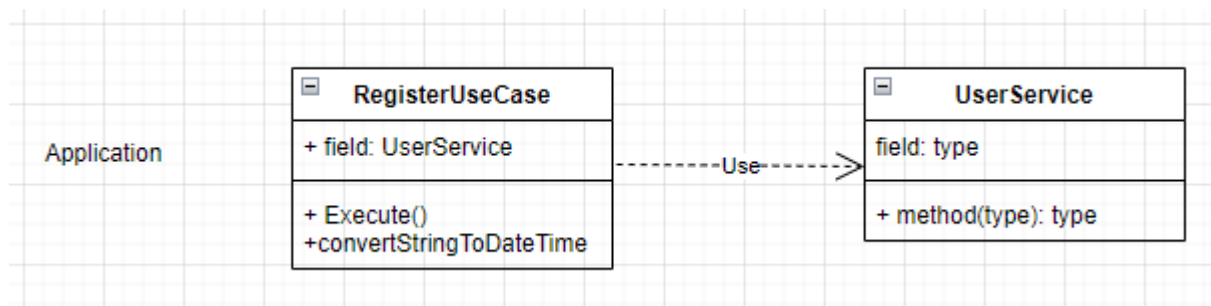 Application
RegisterUseCase
+ field: UserService
+ Execute()
+convertStringToDateTime
Use
UserService
field: type
+ method(type): type